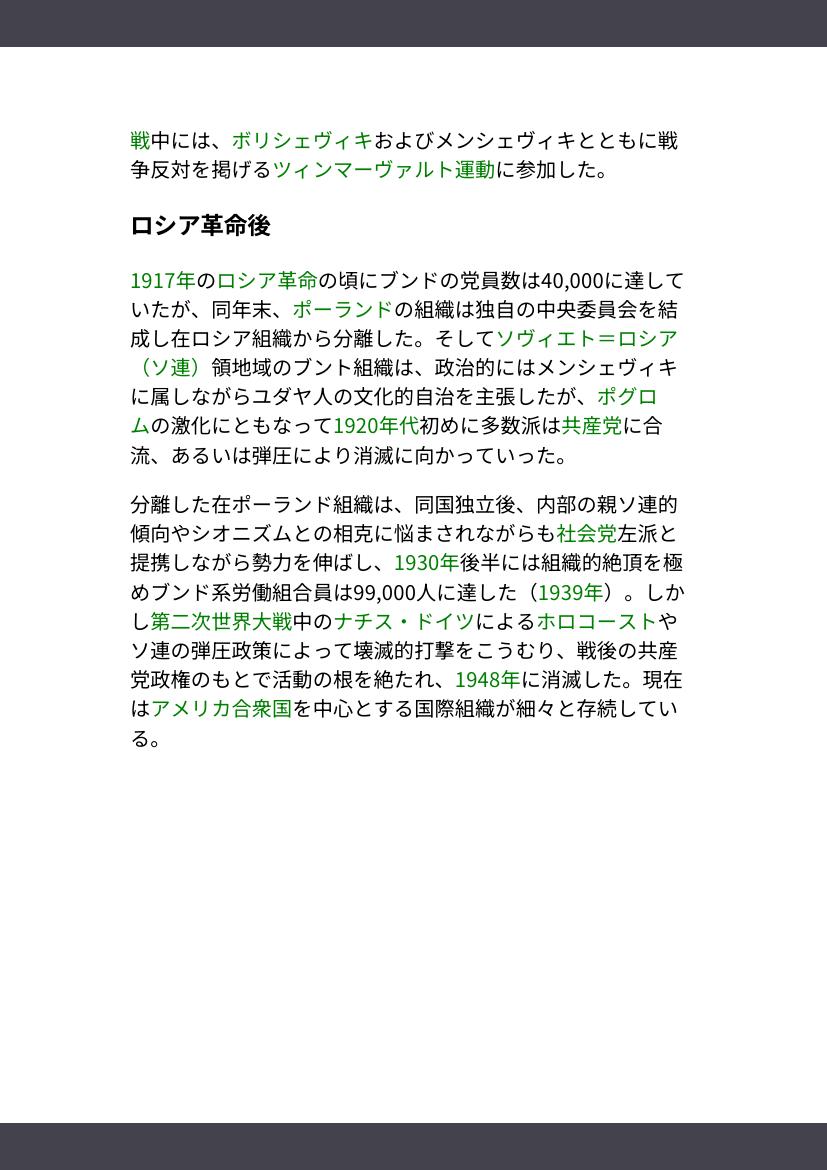 戦中には、ボリシェヴィキおよびメンシェヴィキとともに戦
争反対を掲げるツィンマーヴァルト運動に参加した。
ロシア革命後
1917年のロシア革命の頃にブンドの党員数は40,000に達して
いたが、同年末、ポーランドの組織は独自の中央委員会を結
成し在ロシア組織から分離した。そしてソヴィエト＝ロシア
（ソ連）領地域のブント組織は、政治的にはメンシェヴィキ
に属しながらユダヤ人の文化的自治を主張したが、ポグロ
ムの激化にともなって1920年代初めに多数派は共産党に合
流、あるいは弾圧により消滅に向かっていった。
分離した在ポーランド組織は、同国独立後、内部の親ソ連的
傾向やシオニズムとの相克に悩まされながらも社会党左派と
提携しながら勢力を伸ばし、1930年後半には組織的絶頂を極
めブンド系労働組合員は99,000人に達した（1939年）。しか
し第二次世界大戦中のナチス・ドイツによるホロコーストや
ソ連の弾圧政策によって壊滅的打撃をこうむり、戦後の共産
党政権のもとで活動の根を絶たれ、1948年に消滅した。現在
はアメリカ合衆国を中心とする国際組織が細々と存続してい
る。